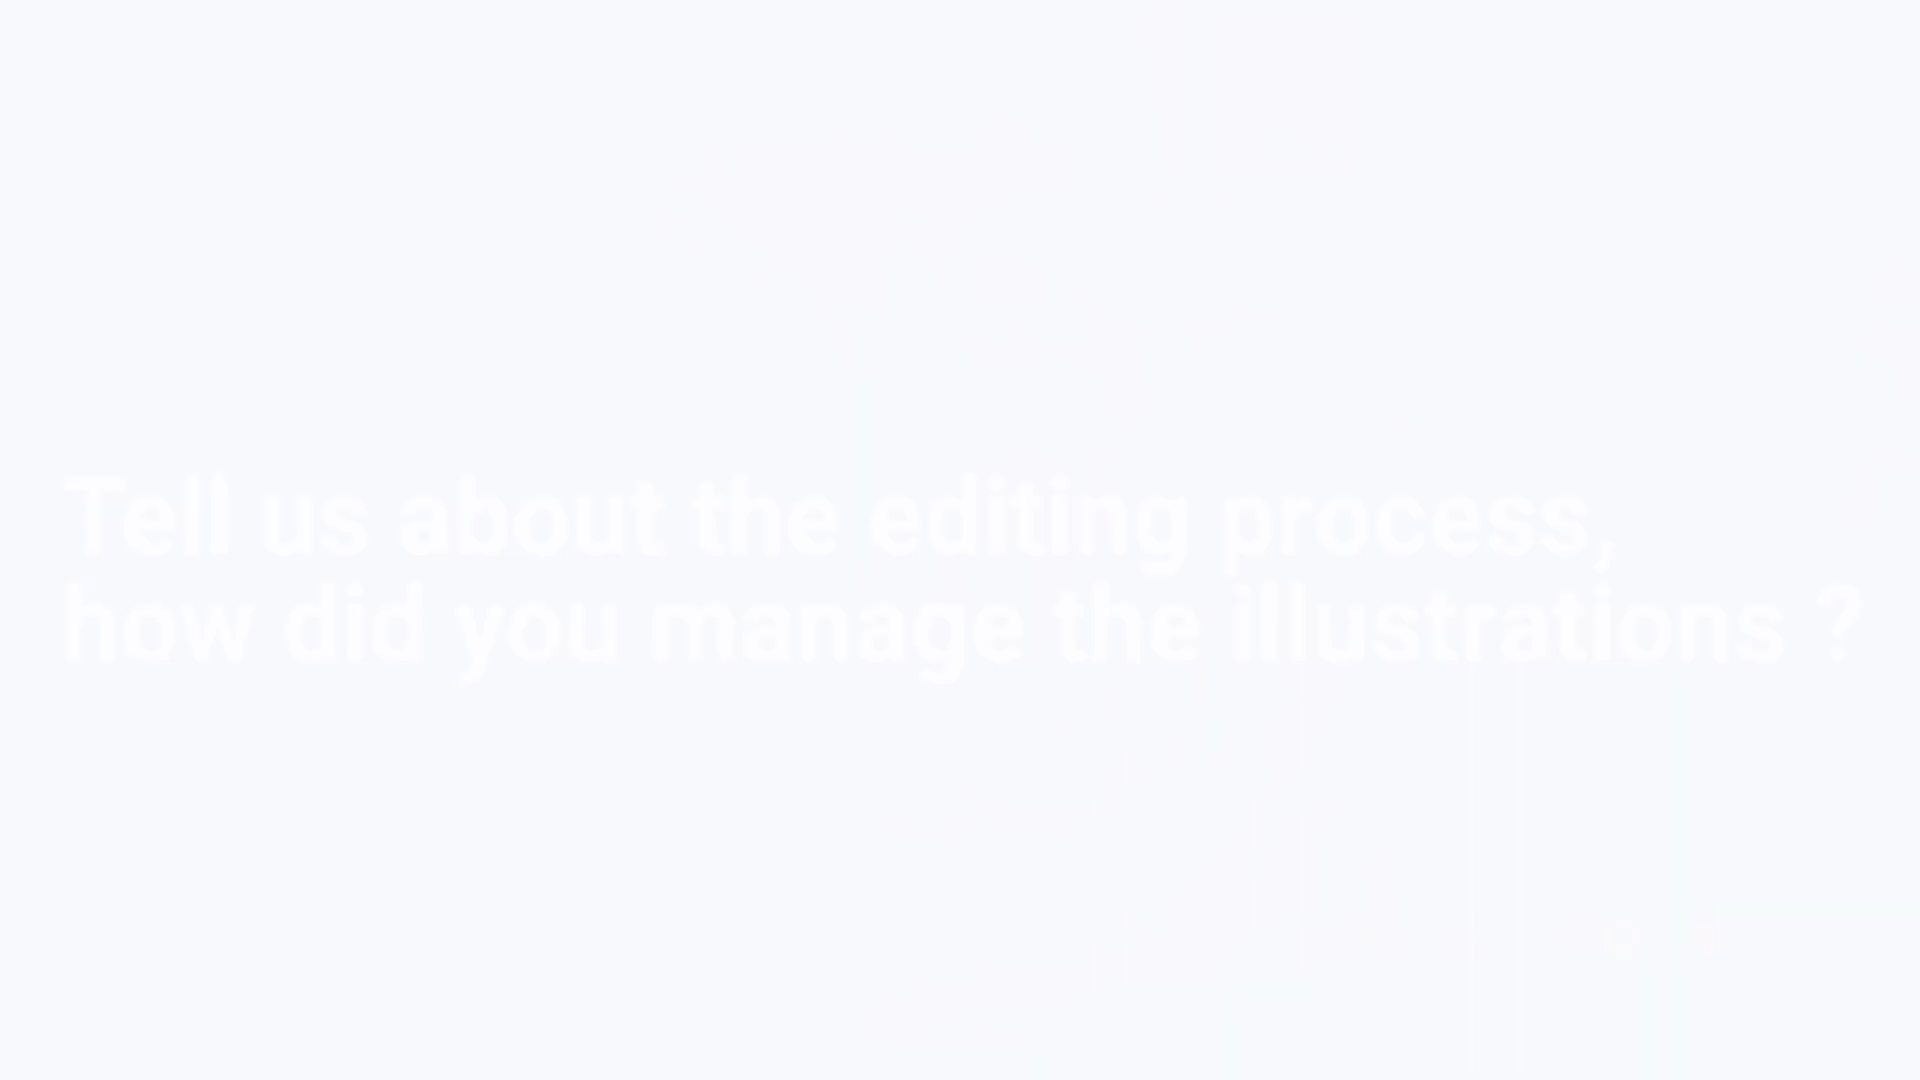 Tell us about the editing process,
how did you manage the illustrations ?